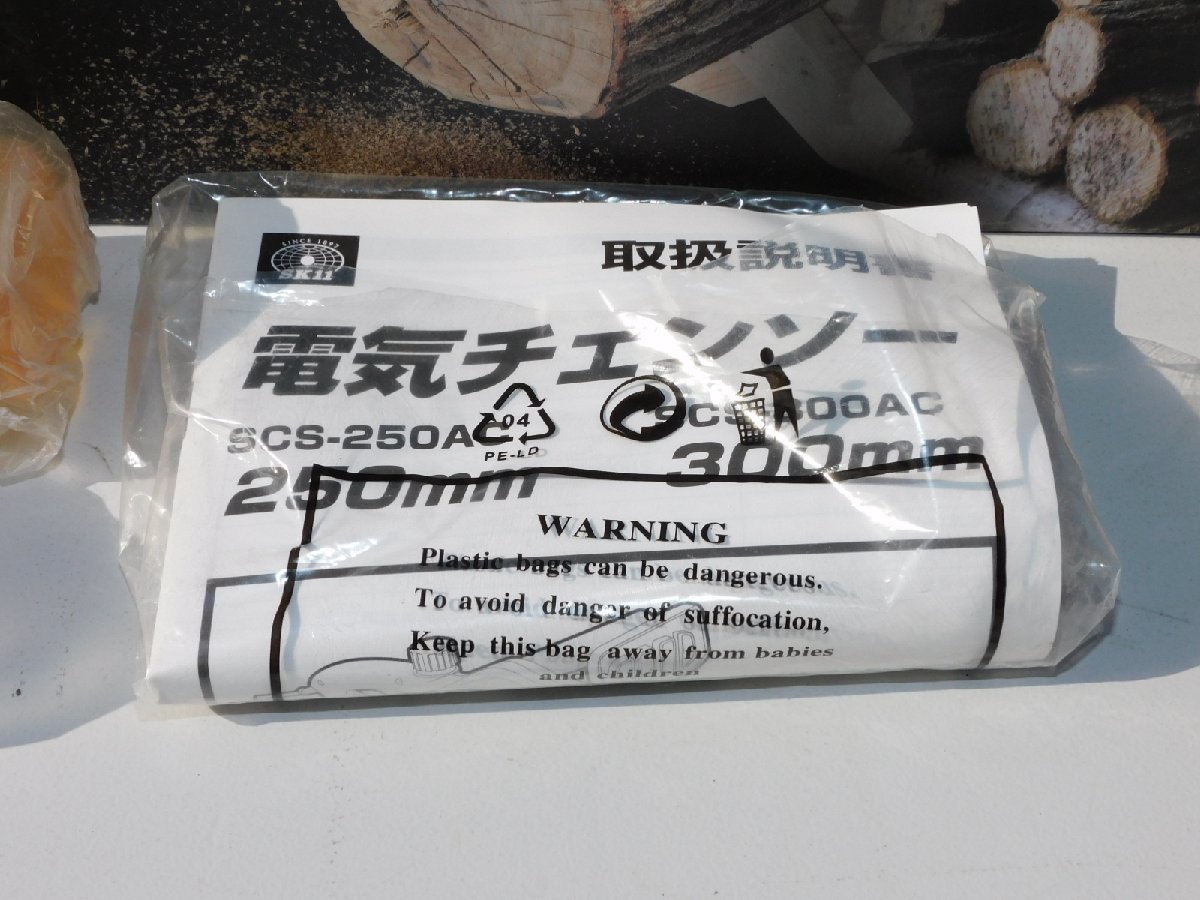 SINCE 1897
SK11
取扱説明書
電気チェンソー
SCS-250AC
SCS-300AC
250mm
300mm
04
PE-LD
WARNING
Plastic bags can be dangerous.
To avoid danger of suffocation,
Keep this bag away from babies
and children